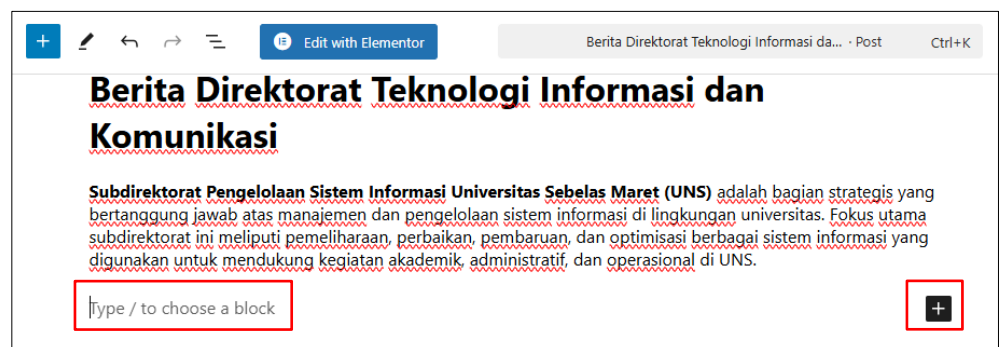 Edit with Elementor
Berita Direktorat Teknologi Informasi da... · Post
Ctrl+K
Berita Direktorat Teknologi Informasi dan
Komunikasi
Subdirektorat Pengelolaan Sistem Informasi Universitas Sebelas Maret (UNS) adalah bagian strategis yang
bertanggung jawab atas manajemen dan pengelolaan sistem informasi di lingkungan universitas. Fokus utama
subdirektorat ini meliputi pemeliharaan, perbaikan, pembaruan, dan optimisasi berbagai sistem informasi yang
digunakan untuk mendukung kegiatan akademik, administratif, dan operasional di UNS.
Type / to choose a block